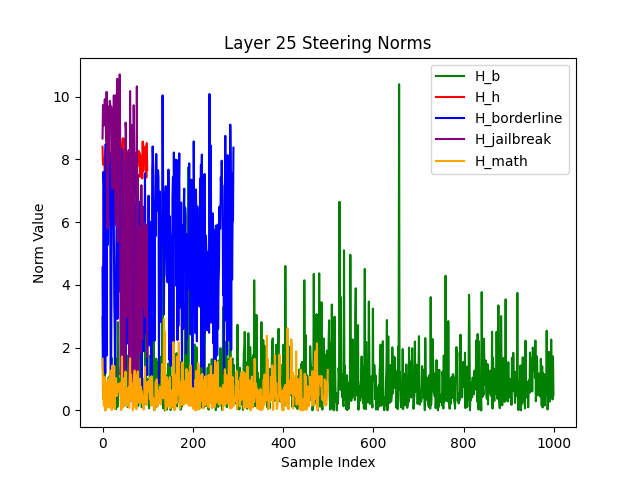 Layer 25 Steering Norms
H_b
H_h
H_borderline
H_jailbreak
H_math
Norm Value
10
8
6
4
2
0
0 200 400 600 800 1000
Sample Index